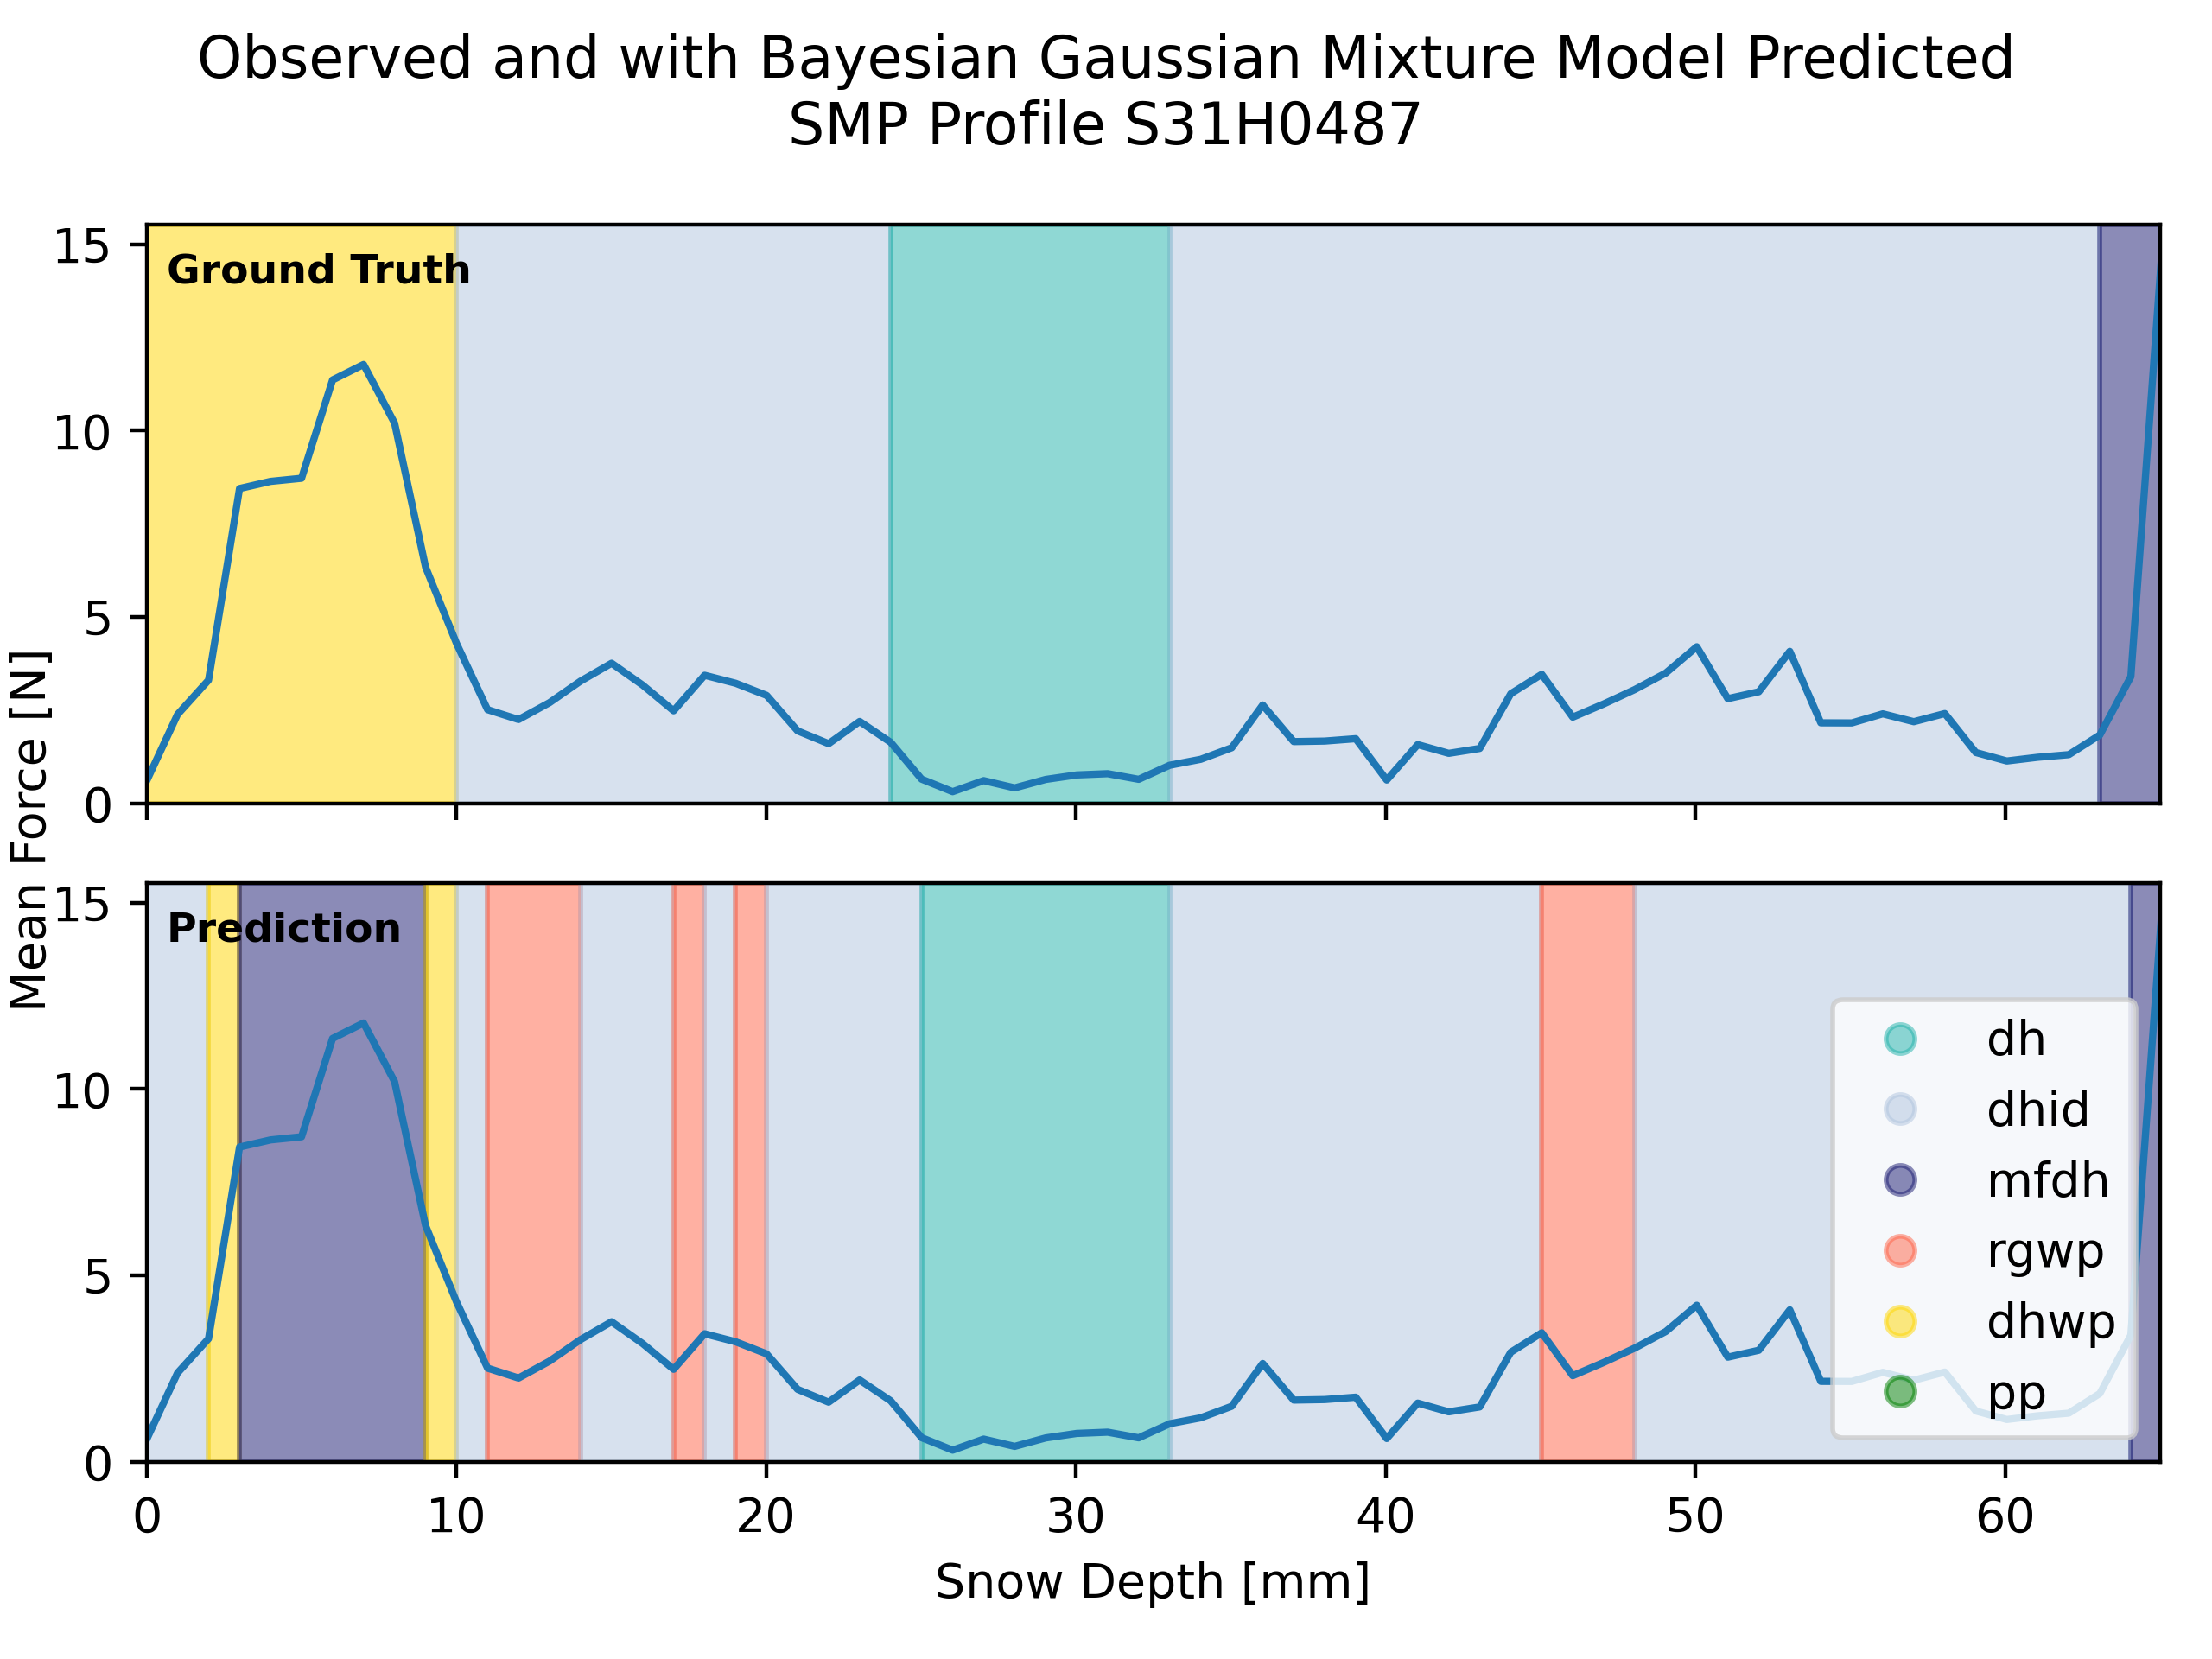 Observed and with Bayesian Gaussian Mixture Model Predicted
SMP Profile S31H0487
Mean Force [N]
15
10
5
0
Ground Truth
15
10
5
0
Prediction
dh
dhid
mfdh
rgwp
dhwp
pp
0 10 20 30 40 50 60
Snow Depth [mm]